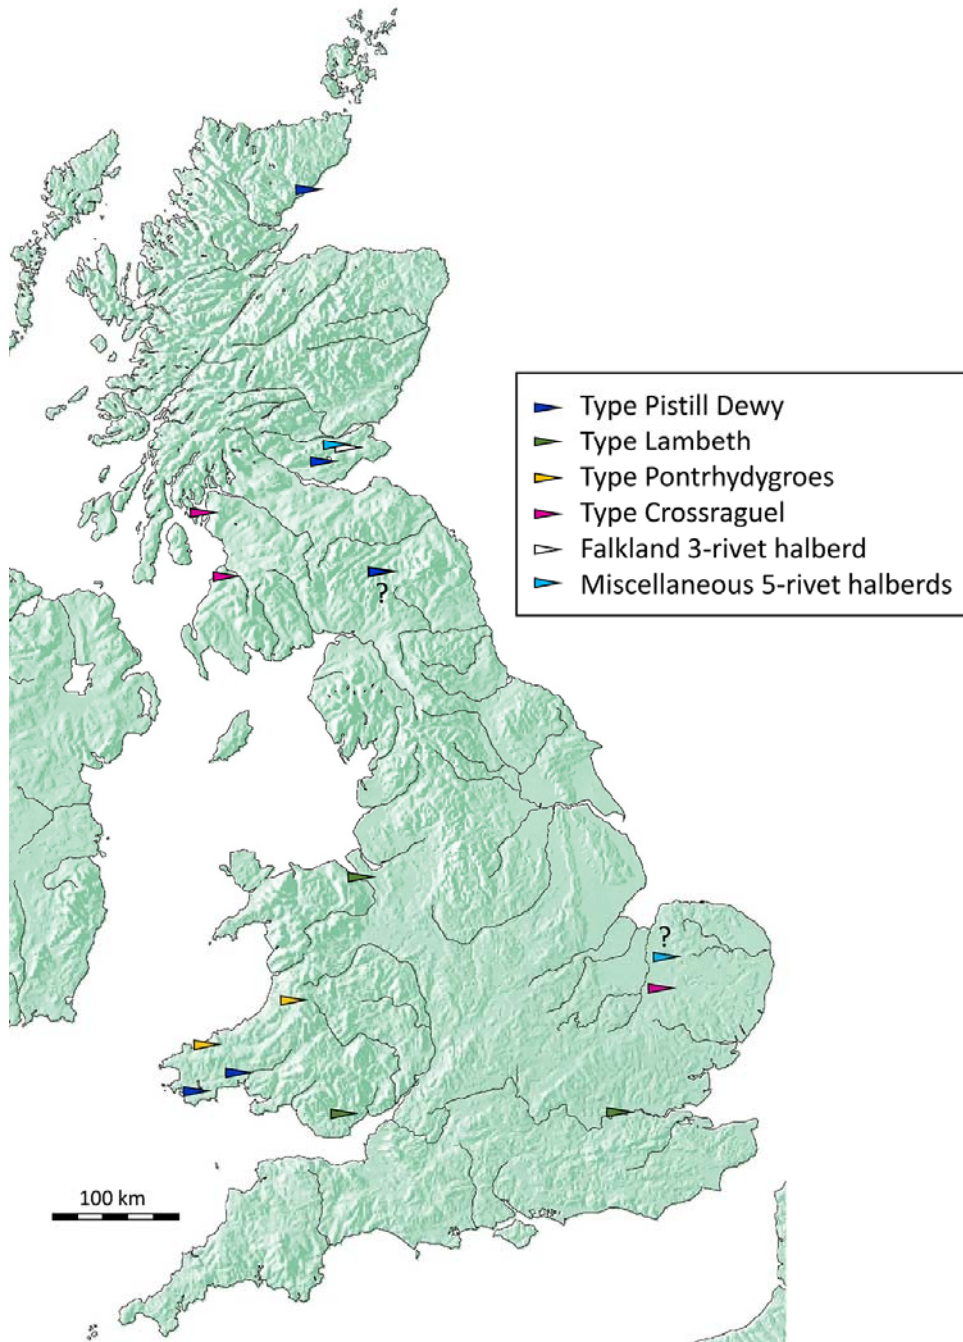 Type Pistill Dewy
Type Lambeth
Type Pontrhydygroes
Type Crossraguel
Falkland 3-rivet halberd
Miscellaneous 5-rivet halberds
?
?
100 km